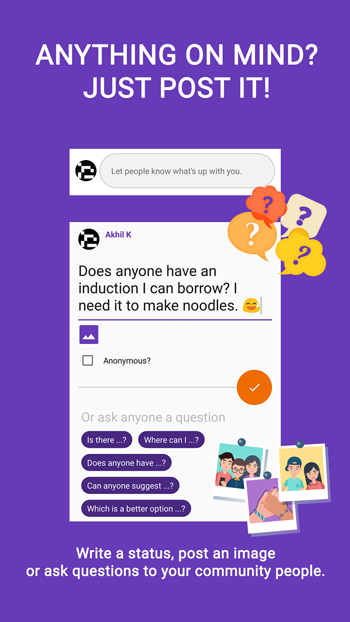 ANYTHING ON MIND?
JUST POST IT!
Let people know what's up with you.
? ? ? ?
Akhil K
Does anyone have an
induction I can borrow? I
need it to make noodles. 😋
Anonymous?
Or ask anyone a question
Is there ...? Where can I ...?
Does anyone have ...?
Can anyone suggest ...?
Which is a better option ...?
Write a status, post an image
or ask questions to your community people.